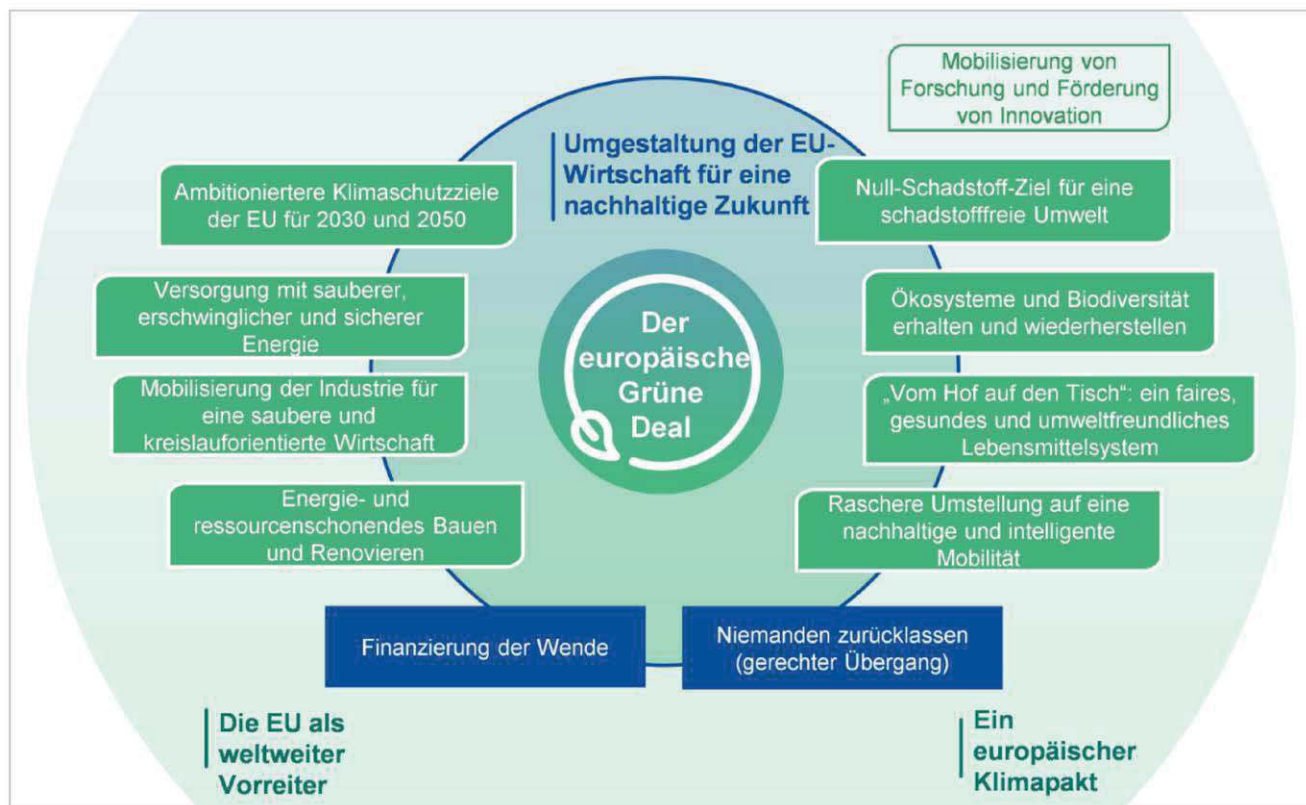 Mobilisierung von
Forschung und Förderung
von Innovation
Umgestaltung der EU-
Wirtschaft für eine
nachhaltige Zukunft
Ambitioniertere Klimaschutzziele
der EU für 2030 und 2050
Null-Schadstoff-Ziel für eine
schadstofffreie Umwelt
Versorgung mit sauberer,
erschwinglicher und sicherer
Energie
Ökosysteme und Biodiversität
erhalten und wiederherstellen
Der
europäische
Grüne
Deal
Mobilisierung der Industrie für
eine saubere und
kreislauforientierte Wirtschaft
„Vom Hof auf den Tisch“: ein faires,
gesundes und umweltfreundliches
Lebensmittelsystem
Energie- und
ressourcenschonendes Bauen
und Renovieren
Raschere Umstellung auf eine
nachhaltige und intelligente
Mobilität
Finanzierung der Wende
Niemanden zurücklassen
(gerechter Übergang)
Die EU als
weltweiter
Vorreiter
Ein
europäischer
Klimapakt